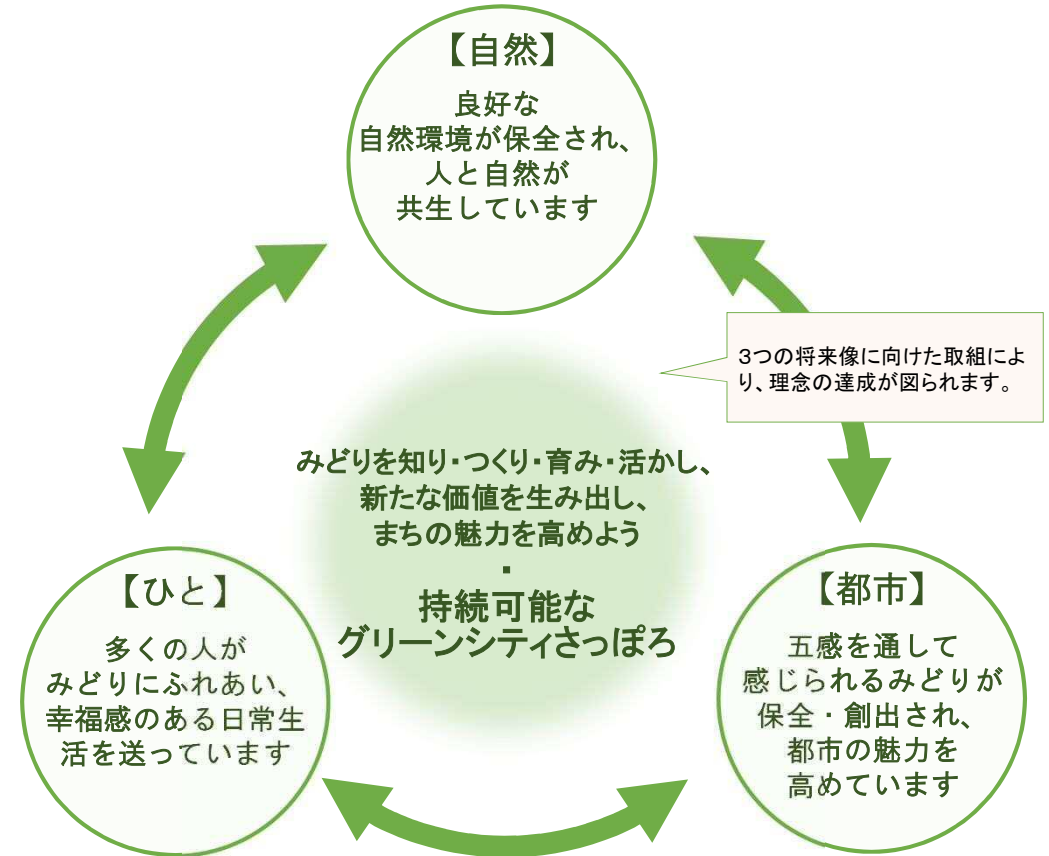 【自然】
良好な
自然環境が保全され、
人と自然が
共生しています
3つの将来像に向けた取組によ
り、理念の達成が図られます。
みどりを知り・つくり・育み・活かし、
新たな価値を生み出し、
まちの魅力を高めよう
・
持続可能な
グリーンシティさっぽろ
【ひと】
多くの人が
みどりにふれあい、
幸福感のある日常生
活を送っています
【都市】
五感を通して
感じられるみどりが
保全・創出され、
都市の魅力を
高めています